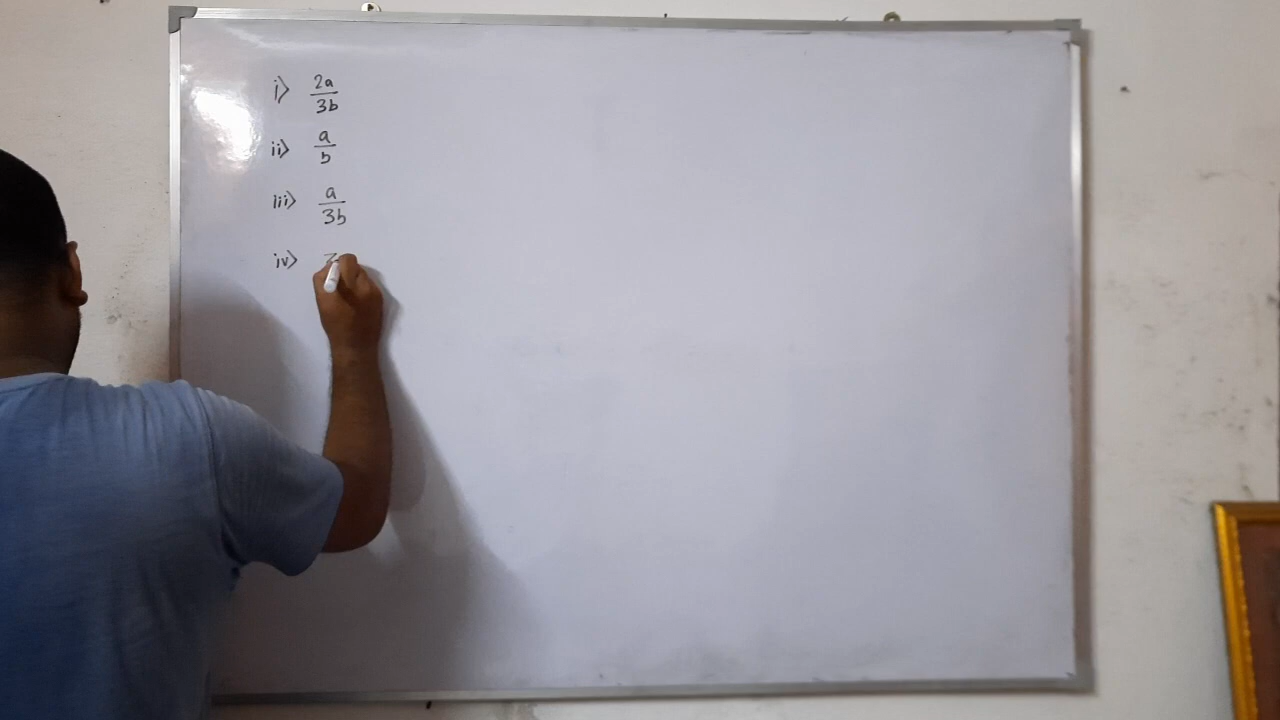 i) 2a/3b
ii) a/b
iii) a/3b
iv)